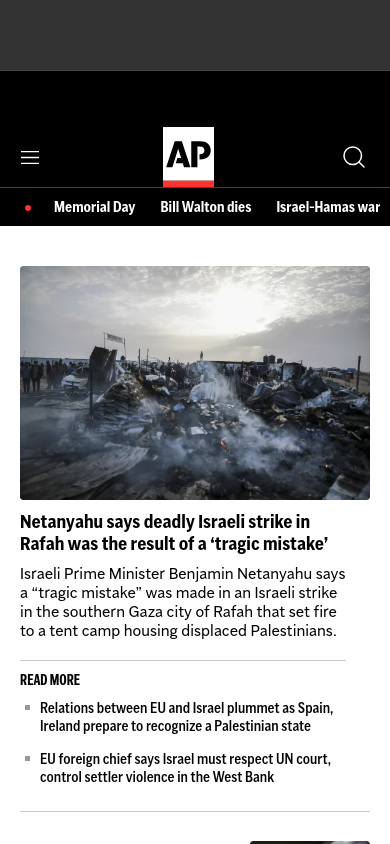 AP
Memorial Day
Bill Walton dies
Israel-Hamas war
Netanyahu says deadly Israeli strike in
Rafah was the result of a ‘tragic mistake’
Israeli Prime Minister Benjamin Netanyahu says
a “tragic mistake” was made in an Israeli strike
in the southern Gaza city of Rafah that set fire
to a tent camp housing displaced Palestinians.
READ MORE
Relations between EU and Israel plummet as Spain,
Ireland prepare to recognize a Palestinian state
EU foreign chief says Israel must respect UN court,
control settler violence in the West Bank